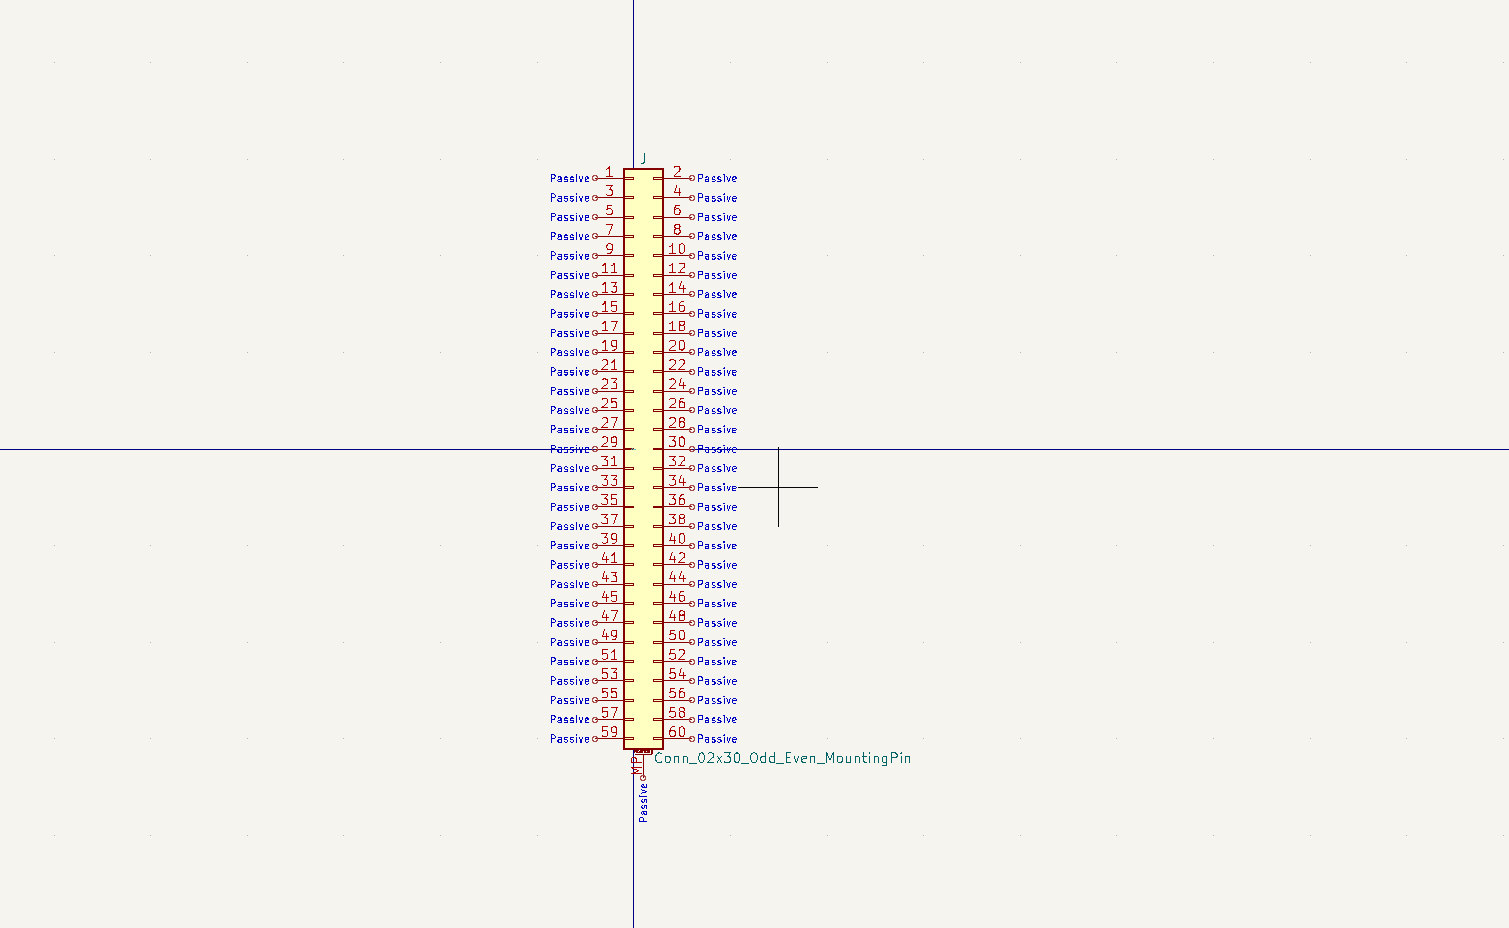 J
Passive 1 2 Passive
Passive 3 4 Passive
Passive 5 6 Passive
Passive 7 8 Passive
Passive 9 10 Passive
Passive 11 12 Passive
Passive 13 14 Passive
Passive 15 16 Passive
Passive 17 18 Passive
Passive 19 20 Passive
Passive 21 22 Passive
Passive 23 24 Passive
Passive 25 26 Passive
Passive 27 28 Passive
Passive 29 30 Passive
Passive 31 32 Passive
Passive 33 34 Passive
Passive 35 36 Passive
Passive 37 38 Passive
Passive 39 40 Passive
Passive 41 42 Passive
Passive 43 44 Passive
Passive 45 46 Passive
Passive 47 48 Passive
Passive 49 50 Passive
Passive 51 52 Passive
Passive 53 54 Passive
Passive 55 56 Passive
Passive 57 58 Passive
Passive 59 60 Passive
Conn_02x30_Odd_Even_MountingPin
MP
Passive